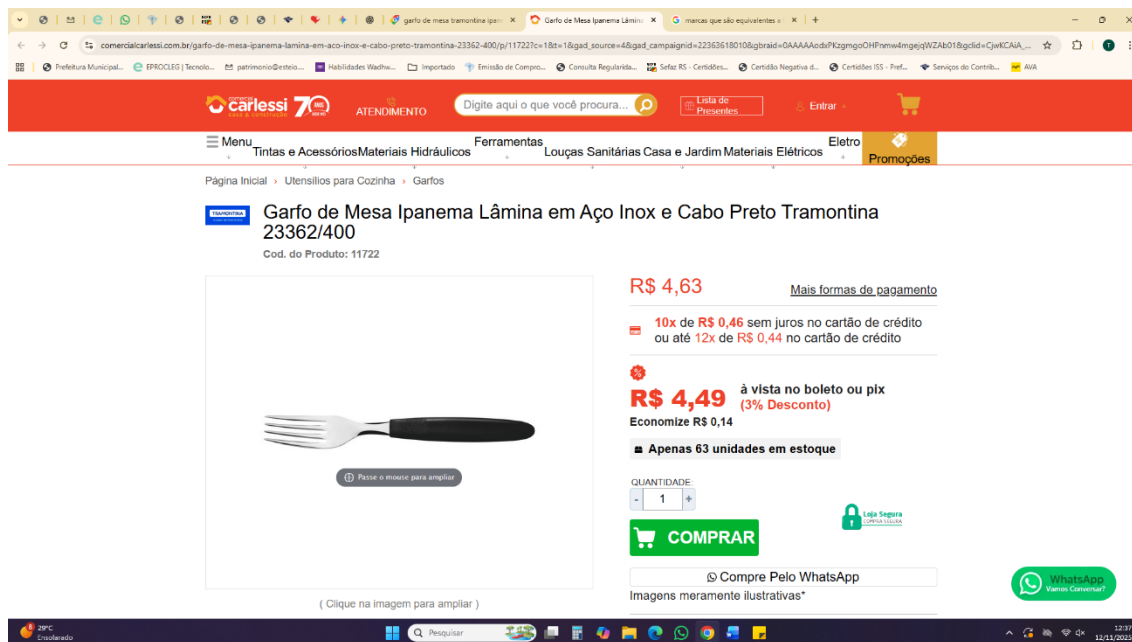 garfo de mesa tramontina ipan
Garfo de Mesa Ipanema Lâmina
marcas que são equivalentes a
comercialcarlessi.com.br/garfo-de-mesa-ipanema-lamina-em-aco-inox-e-cabo-preto-tramontina-23362-400/p/11722?c=1&t=1&gad_source=4&gad_campaignid=22363618010&gbraid=
Prefeitura Municipal... EPROCLEG | Tecnolo... patrimonio@esteio... Habilidades Wadhw... Importado Emissão de Compro... Consulta Regularida... Sefaz RS - Certidões... Certidão Negativa d... Certidões ISS - Pref... Serviços do Contrib... AVA
comercial carlessi casa & construção 70 ANOS
ATENDIMENTO
Digite aqui o que você procura...
Lista de
Presentes
Entrar
Menu
Tintas e Acessórios Materiais Hidráulicos Ferramentas Louças Sanitárias Casa e Jardim Materiais Elétricos Eletro Promoções
Página Inicial › Utensílios para Cozinha › Garfos
TRAMONTINA
Garfo de Mesa Ipanema Lâmina em Aço Inox e Cabo Preto Tramontina
23362/400
Cod. do Produto: 11722
R$ 4,63
Mais formas de pagamento
10x de R$ 0,46 sem juros no cartão de crédito
ou até 12x de R$ 0,44 no cartão de crédito
R$ 4,49
à vista no boleto ou pix
(3% Desconto)
Economize R$ 0,14
Apenas 63 unidades em estoque
Passe o mouse para ampliar
QUANTIDADE:
- 1 +
Loja Segura
COMPRA SEGURA
COMPRAR
Compre Pelo WhatsApp
Imagens meramente ilustrativas*
( Clique na imagem para ampliar )
WhatsApp
Vamos Conversar?
29°C
Ensolarado
Pesquisar
12:37